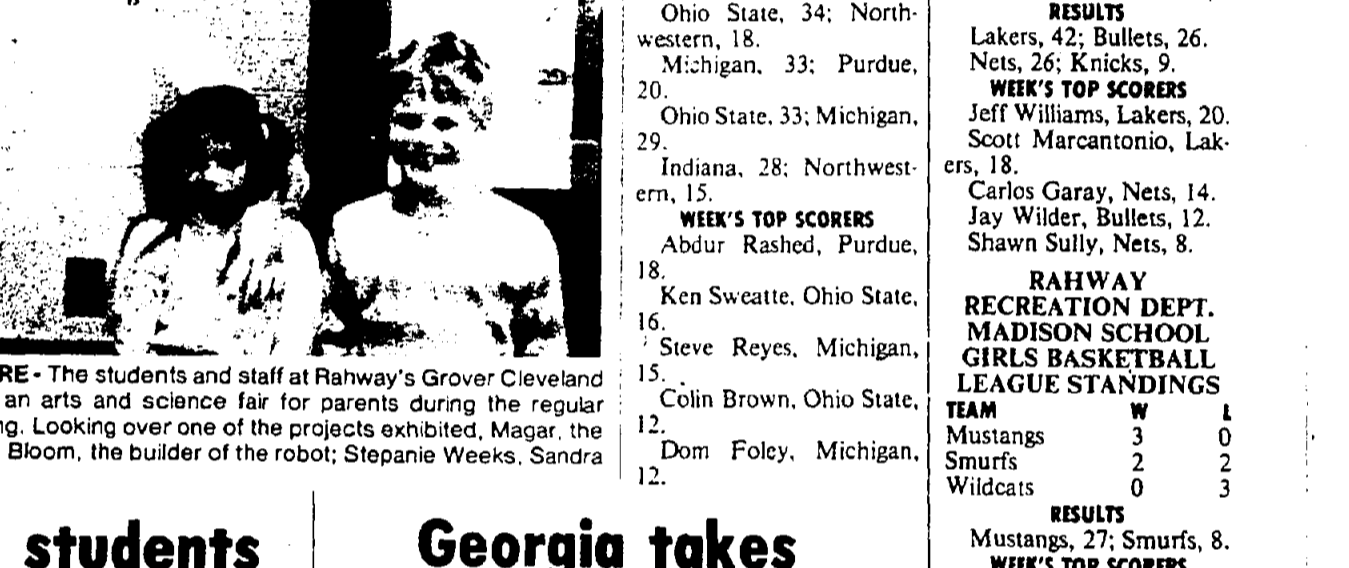 RE - The students and staff at Rahway's Grover Cleveland
an arts and science fair for parents during the regular
ng. Looking over one of the projects exhibited, Magar, the
Bloom, the builder of the robot; Stepanie Weeks, Sandra
students
Georgia takes
Ohio State, 34; North-
western, 18.
Michigan, 33; Purdue,
20.
Ohio State, 33; Michigan,
29.
Indiana, 28; Northwest-
ern, 15.
WEEK'S TOP SCORERS
Abdur Rashed, Purdue,
18.
Ken Sweatte, Ohio State,
16.
Steve Reyes, Michigan,
15.
Colin Brown, Ohio State,
12.
Dom Foley, Michigan,
12.
RESULTS
Lakers, 42; Bullets, 26.
Nets, 26; Knicks, 9.
WEEK'S TOP SCORERS
Jeff Williams, Lakers, 20.
Scott Marcantonio, Lak-
ers, 18.
Carlos Garay, Nets, 14.
Jay Wilder, Bullets, 12.
Shawn Sully, Nets, 8.
RAHWAY
RECREATION DEPT.
MADISON SCHOOL
GIRLS BASKETBALL
LEAGUE STANDINGS
TEAM W L
Mustangs 3 0
Smurfs 2 2
Wildcats 0 3
RESULTS
Mustangs, 27; Smurfs, 8.
WEEK'S TOP SCORERS